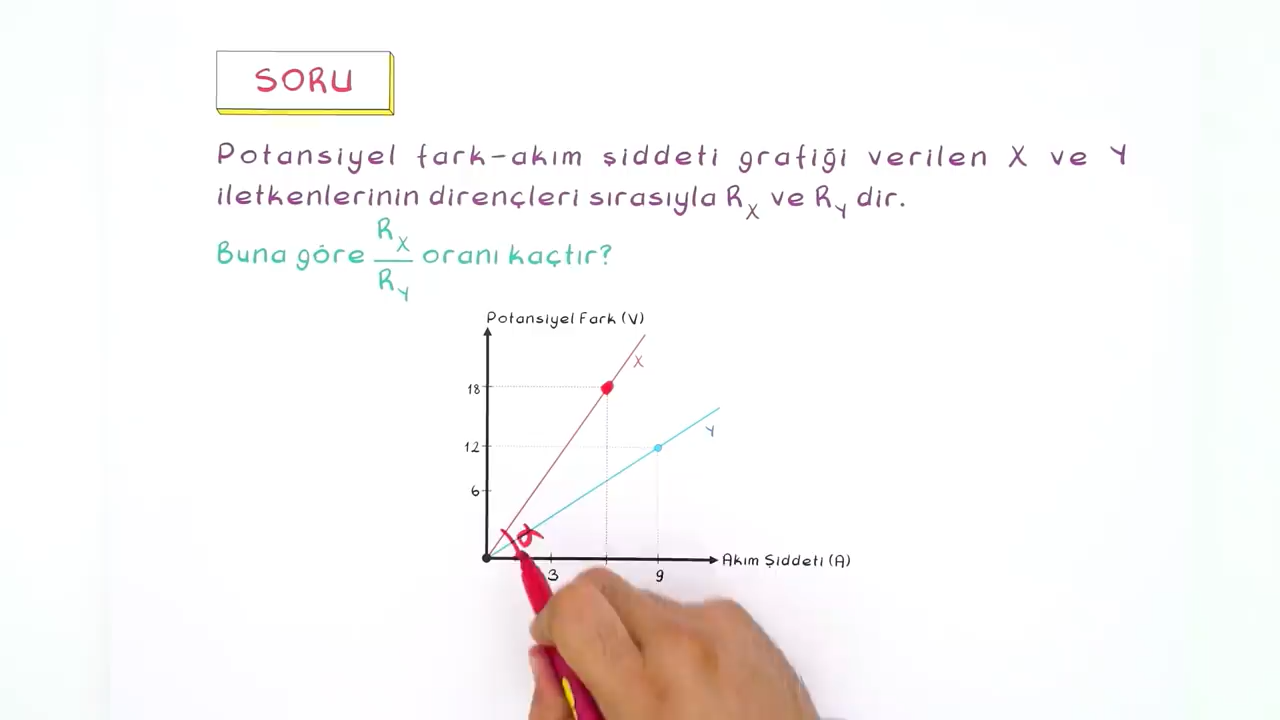 SORU
Potansiyel fark-akım şiddeti grafiği verilen X ve Y
iletkenlerinin dirençleri sırasıyla RX ve RY dir.
Buna göre RX/RY oranı kaçtır?
Potansiyel Fark (V)
X
18
Y
12
6
α
Akım Şiddeti (A)
3 9